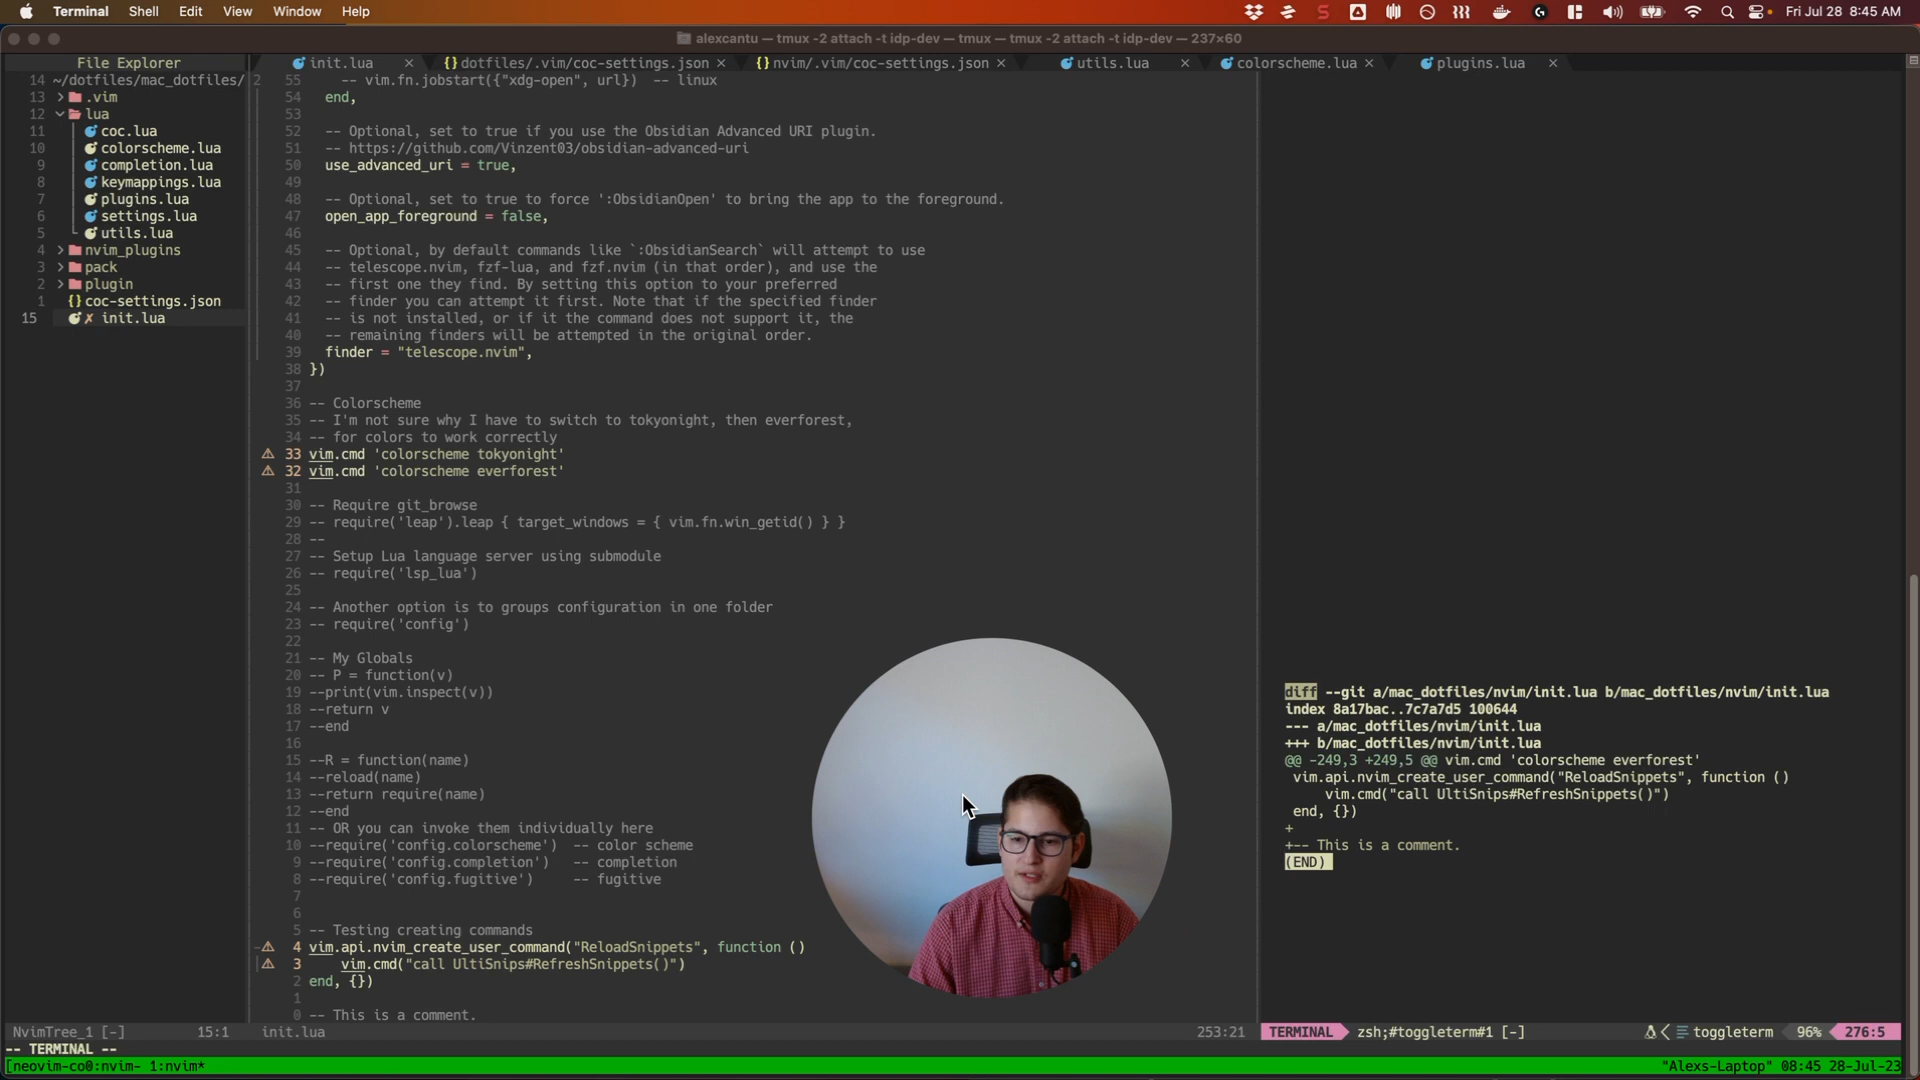 Terminal Shell Edit View Window Help Fri Jul 28 8:45 AM
alexcantu — tmux -2 attach -t idp-dev — tmux — tmux -2 attach -t idp-dev — 237×60
File Explorer
init.lua × {} dotfiles/.vim/coc-settings.json × {} nvim/.vim/coc-settings.json × utils.lua × colorscheme.lua × plugins.lua ×
14 ~/dotfiles/mac_dotfiles/
13 > .vim
12 lua
11 coc.lua
10 colorscheme.lua
9 completion.lua
8 keymappings.lua
7 plugins.lua
6 settings.lua
5 utils.lua
4 > nvim_plugins
3 > pack
2 > plugin
1 {} coc-settings.json
15 ✗ init.lua
2 55 -- vim.fn.jobstart({"xdg-open", url}) -- linux
54 end,
53
52 -- Optional, set to true if you use the Obsidian Advanced URI plugin.
51 -- https://github.com/Vinzent03/obsidian-advanced-uri
50 use_advanced_uri = true,
49
48 -- Optional, set to true to force ':ObsidianOpen' to bring the app to the foreground.
47 open_app_foreground = false,
46
45 -- Optional, by default commands like `:ObsidianSearch` will attempt to use
44 -- telescope.nvim, fzf-lua, and fzf.nvim (in that order), and use the
43 -- first one they find. By setting this option to your preferred
42 -- finder you can attempt it first. Note that if the specified finder
41 -- is not installed, or if it the command does not support it, the
40 -- remaining finders will be attempted in the original order.
39 finder = "telescope.nvim",
38 })
37
36 -- Colorscheme
35 -- I'm not sure why I have to switch to tokyonight, then everforest,
34 -- for colors to work correctly
33 vim.cmd 'colorscheme tokyonight'
32 vim.cmd 'colorscheme everforest'
31
30 -- Require git_browse
29 -- require('leap').leap { target_windows = { vim.fn.win_getid() } }
28 --
27 -- Setup Lua language server using submodule
26 -- require('lsp_lua')
25
24 -- Another option is to groups configuration in one folder
23 -- require('config')
22
21 -- My Globals
20 -- P = function(v)
19 --print(vim.inspect(v))
18 --return v
17 --end
16
15 --R = function(name)
14 --reload(name)
13 --return require(name)
12 --end
11 -- OR you can invoke them individually here
10 --require('config.colorscheme') -- color scheme
9 --require('config.completion') -- completion
8 --require('config.fugitive') -- fugitive
7
6
5 -- Testing creating commands
4 vim.api.nvim_create_user_command("ReloadSnippets", function ()
3 vim.cmd("call UltiSnips#RefreshSnippets()")
2 end, {})
1
0 -- This is a comment.
diff --git a/mac_dotfiles/nvim/init.lua b/mac_dotfiles/nvim/init.lua
index 8a17bac..7c7a7d5 100644
--- a/mac_dotfiles/nvim/init.lua
+++ b/mac_dotfiles/nvim/init.lua
@@ -249,3 +249,5 @@ vim.cmd 'colorscheme everforest'
vim.api.nvim_create_user_command("ReloadSnippets", function ()
vim.cmd("call UltiSnips#RefreshSnippets()")
end, {})
+
+-- This is a comment.
(END)
NvimTree_1 [-] 15:1 init.lua 253:21 TERMINAL zsh;#toggleterm#1 [-] toggleterm 96% 276:5
-- TERMINAL --
[neovim-co0:nvim- 1:nvim* "Alexs-Laptop" 08:45 28-Jul-23